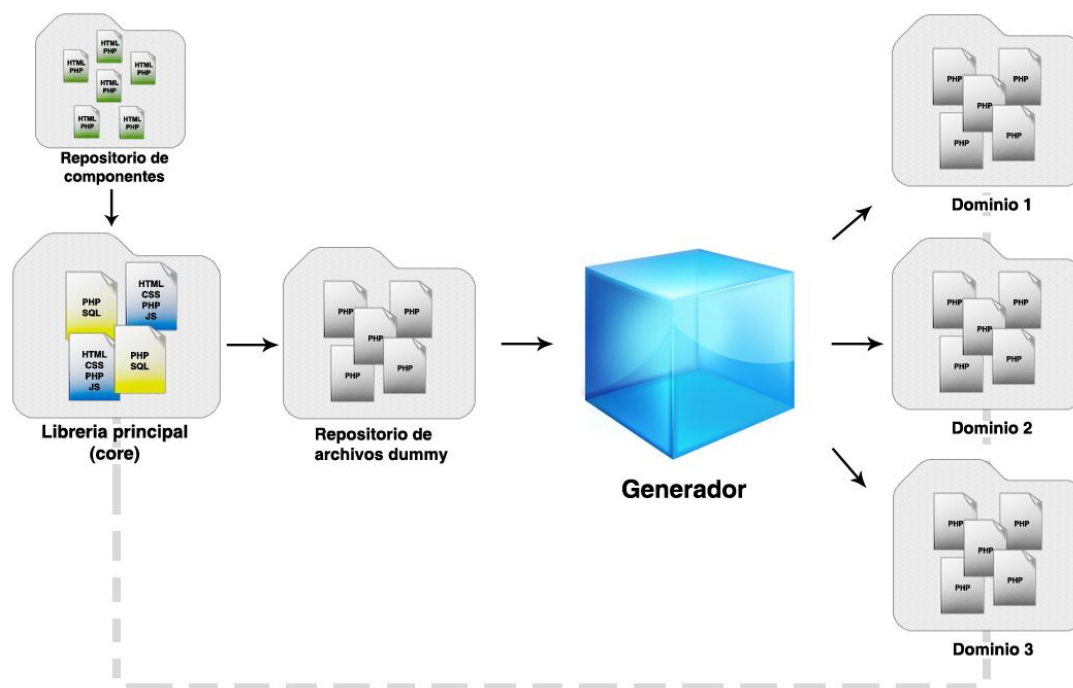 HTML
PHP
HTML
PHP
HTML
PHP
HTML
PHP
HTML
PHP
HTML
PHP
Repositorio de
componentes
PHP
SQL
HTML
CSS
PHP
JS
HTML
CSS
PHP
JS
PHP
SQL
Libreria principal
(core)
PHP
PHP
PHP
PHP
PHP
Repositorio de
archivos dummy
Generador
PHP
PHP
PHP
PHP
PHP
Dominio 1
PHP
PHP
PHP
PHP
PHP
Dominio 2
PHP
PHP
PHP
PHP
PHP
Dominio 3